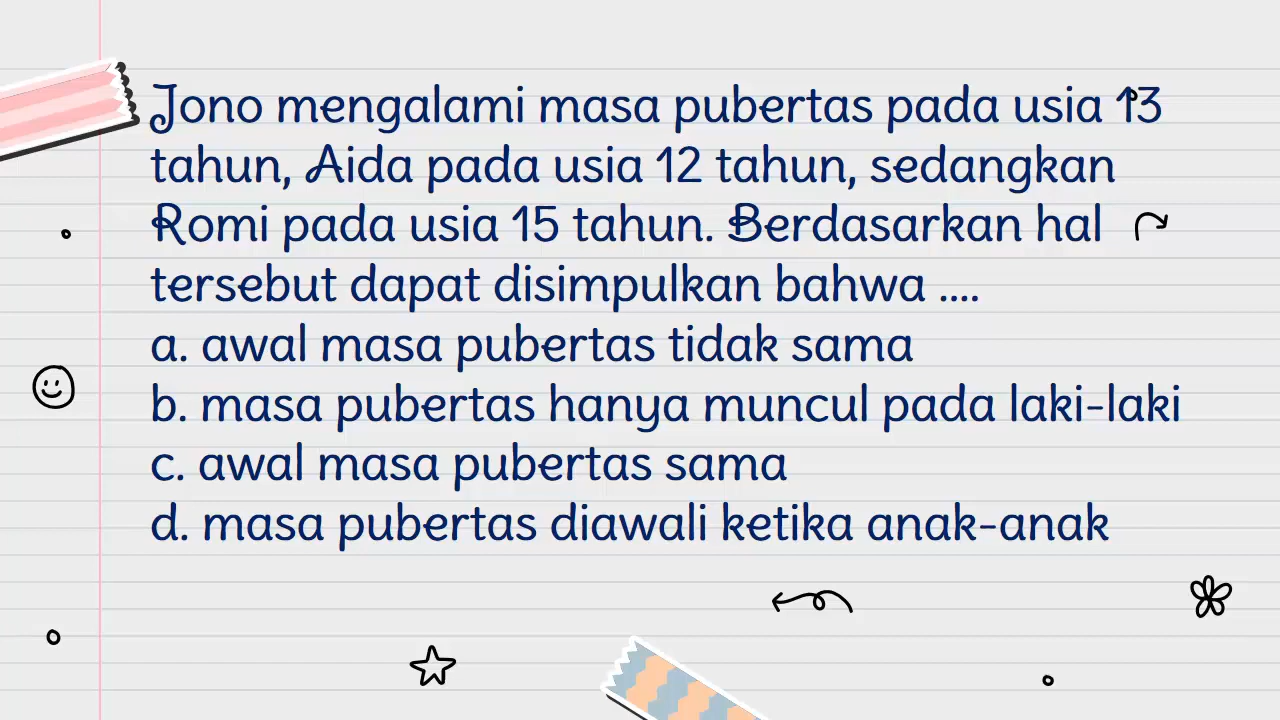 Jono mengalami masa pubertas pada usia 13
tahun, Aida pada usia 12 tahun, sedangkan
Romi pada usia 15 tahun. Berdasarkan hal
tersebut dapat disimpulkan bahwa ....
a. awal masa pubertas tidak sama
b. masa pubertas hanya muncul pada laki-laki
c. awal masa pubertas sama
d. masa pubertas diawali ketika anak-anak